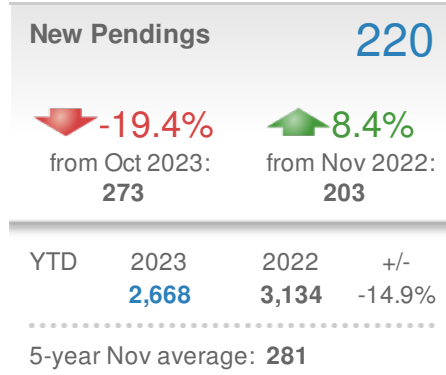 New Pendings 220
-19.4% 8.4%
from Oct 2023: from Nov 2022:
273 203
YTD 2023 2022 +/-
2,668 3,134 -14.9%
5-year Nov average: 281